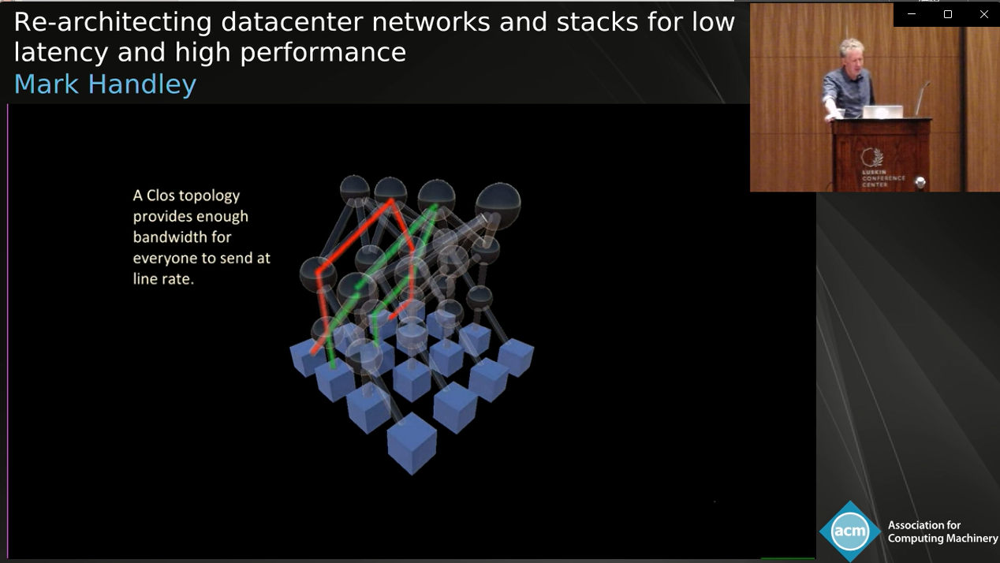 Re-architecting datacenter networks and stacks for low
latency and high performance
Mark Handley
A Clos topology
provides enough
bandwidth for
everyone to send at
line rate.
LUSKIN
CONFERENCE
CENTER
acm
Association for
Computing Machinery